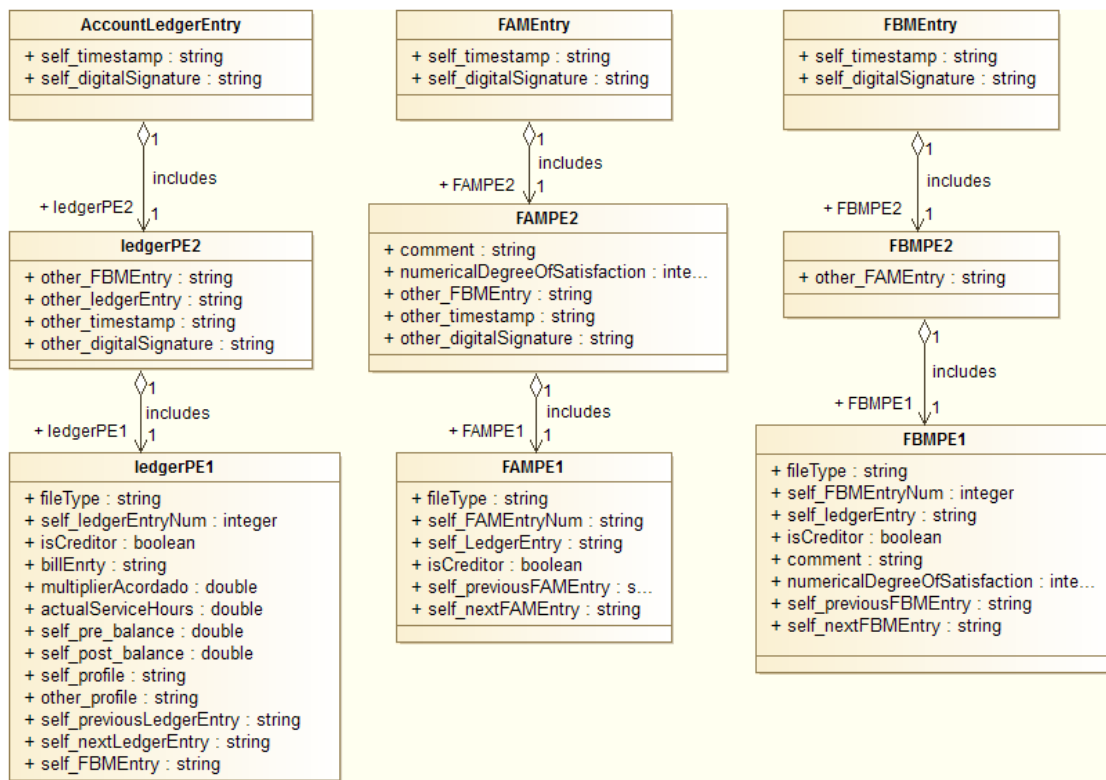 AccountLedgerEntry
+ self_timestamp : string
+ self_digitalSignature : string
1
includes
+ ledgerPE2
1
ledgerPE2
+ other_FBMEntry : string
+ other_ledgerEntry : string
+ other_timestamp : string
+ other_digitalSignature : string
1
includes
+ ledgerPE1
1
ledgerPE1
+ fileType : string
+ self_ledgerEntryNum : integer
+ isCreditor : boolean
+ billEnrty : string
+ multiplierAcordado : double
+ actualServiceHours : double
+ self_pre_balance : double
+ self_post_balance : double
+ self_profile : string
+ other_profile : string
+ self_previousLedgerEntry : string
+ self_nextLedgerEntry : string
+ self_FBMEntry : string
FAMEntry
+ self_timestamp : string
+ self_digitalSignature : string
1
includes
+ FAMPE2
1
FAMPE2
+ comment : string
+ numericalDegreeOfSatisfaction : inte...
+ other_FBMEntry : string
+ other_timestamp : string
+ other_digitalSignature : string
1
includes
+ FAMPE1
1
FAMPE1
+ fileType : string
+ self_FAMEntryNum : string
+ self_LedgerEntry : string
+ isCreditor : boolean
+ self_previousFAMEntry : s...
+ self_nextFAMEntry : string
FBMEntry
+ self_timestamp : string
+ self_digitalSignature : string
1
includes
+ FBMPE2
1
FBMPE2
+ other_FAMEntry : string
1
includes
+ FBMPE1
1
FBMPE1
+ fileType : string
+ self_FBMEntryNum : integer
+ self_ledgerEntry : string
+ isCreditor : boolean
+ comment : string
+ numericalDegreeOfSatisfaction : inte...
+ self_previousFBMEntry : string
+ self_nextFBMEntry : string